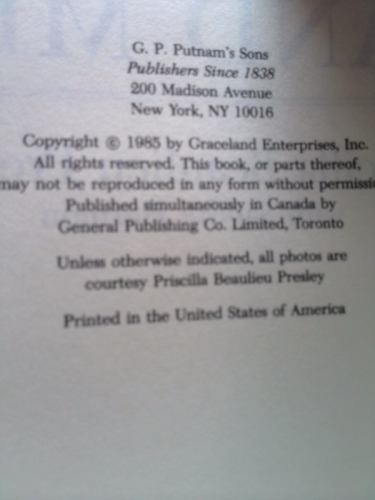 G. P. Putnam's Sons
Publishers Since 1838
200 Madison Avenue
New York, NY 10016
Copyright © 1985 by Graceland Enterprises, Inc.
All rights reserved. This book, or parts thereof,
may not be reproduced in any form without permissio
Published simultaneously in Canada by
General Publishing Co. Limited, Toronto
Unless otherwise indicated, all photos are
courtesy Priscilla Beaulieu Presley
Printed in the United States of America